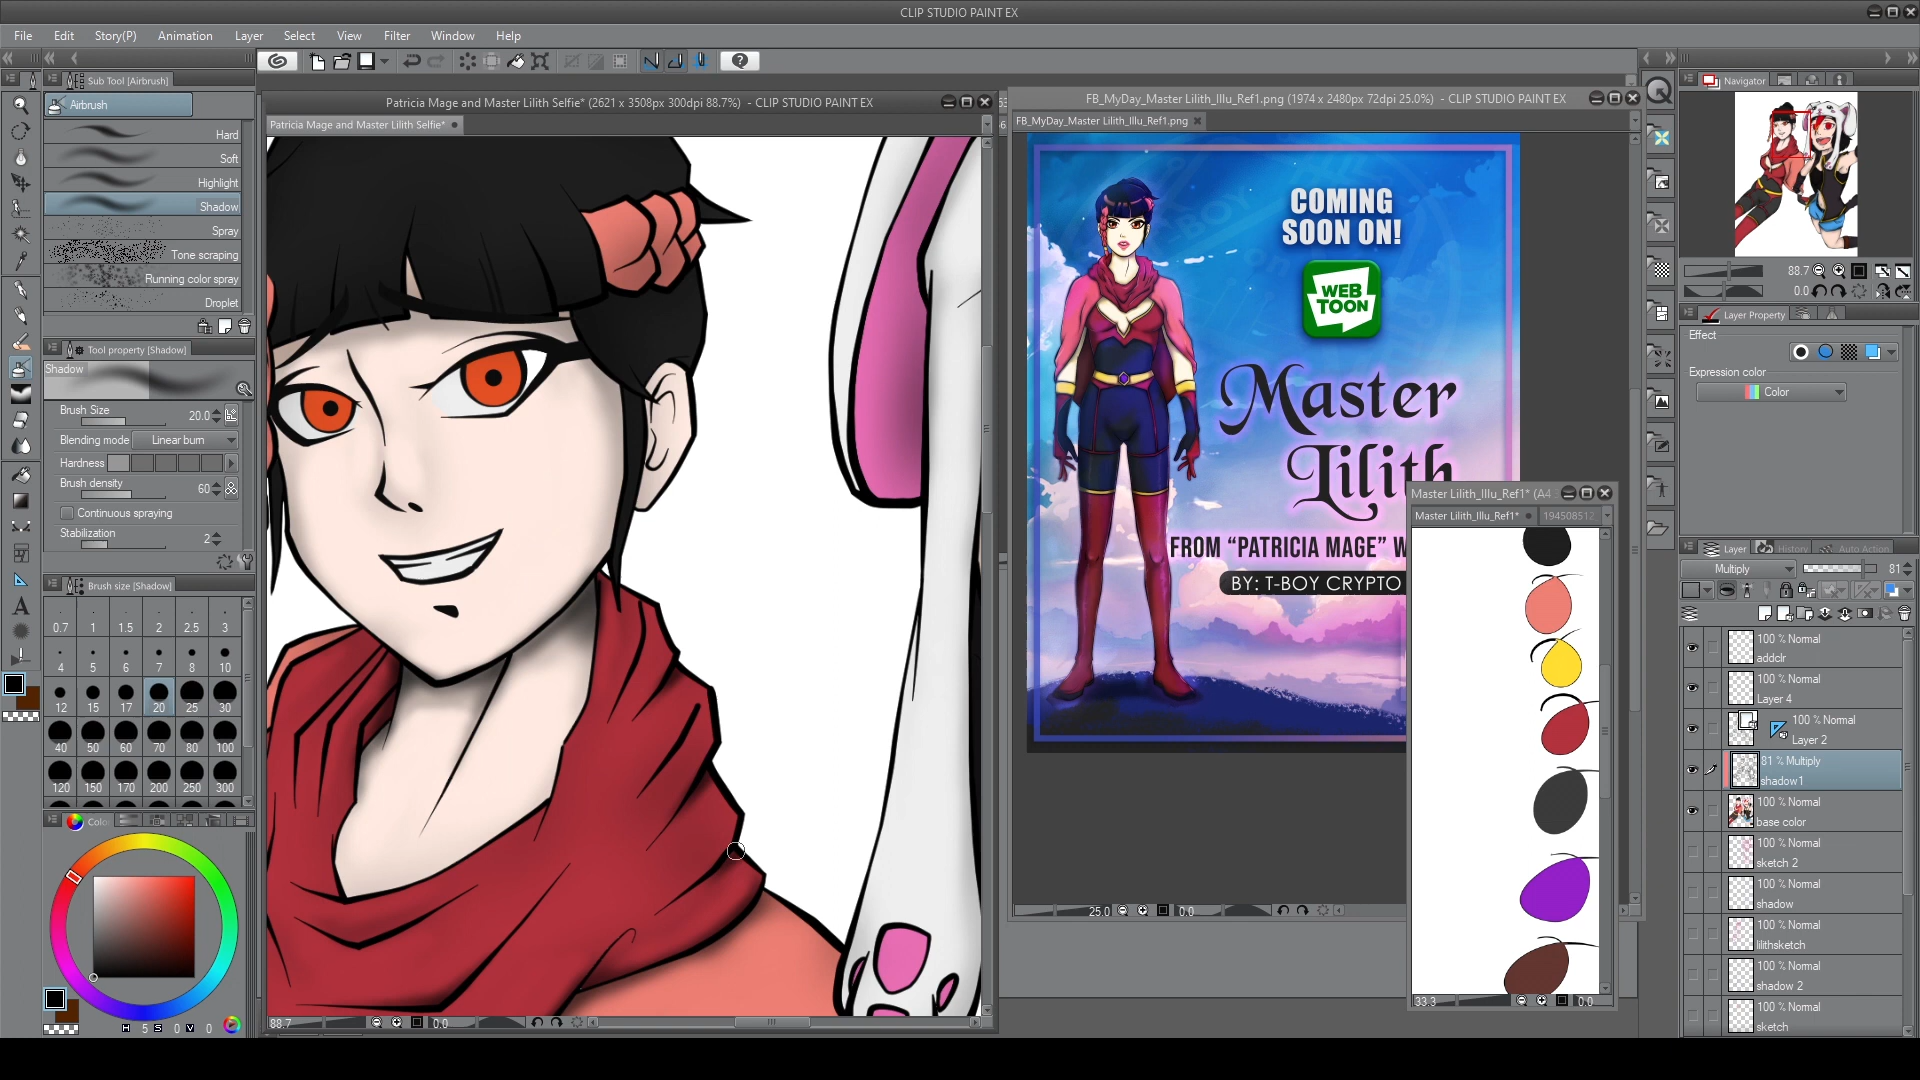 CLIP STUDIO PAINT EX
File Edit Story(P) Animation Layer Select View Filter Window Help
Sub Tool [Airbrush]
Airbrush
Hard
Soft
Highlight
Shadow
Spray
Tone scraping
Running color spray
Droplet
Tool property [Shadow]
Shadow
Brush Size 20.0
Blending mode Linear burn
Hardness
Brush density 60
Continuous spraying
Stabilization 2
Brush size [Shadow]
0.7 1 1.5 2 2.5 3
4 5 6 7 8 10
12 15 17 20 25 30
40 50 60 70 80 100
120 150 170 200 250 300
Colo
H 5 S 0 V 0
Patricia Mage and Master Lilith Selfie* (2621 x 3508px 300dpi 88.7%) - CLIP STUDIO PAINT EX
Patricia Mage and Master Lilith Selfie*
88.7 0.0
FB_MyDay_Master Lilith_Illu_Ref1.png (1974 x 2480px 72dpi 25.0%) - CLIP STUDIO PAINT EX
FB_MyDay_Master Lilith_Illu_Ref1.png
COMING
SOON ON!
WEB
TOON
Master
Lilith
FROM “PATRICIA MAGE” W
BY: T-BOY CRYPTO
25.0 0.0
Master Lilith_Illu_Ref1* (A4
Master Lilith_Illu_Ref1* 194508512
33.3 0.0
Navigator
88.7
0.0
Layer Property
Effect
Expression color
Color
Layer History Auto Action
Multiply 81
100 % Normal
addclr
100 % Normal
Layer 4
100 % Normal
Layer 2
81 % Multiply
shadow1
100 % Normal
base color
100 % Normal
sketch 2
100 % Normal
shadow
100 % Normal
lilithsketch
100 % Normal
shadow 2
100 % Normal
sketch